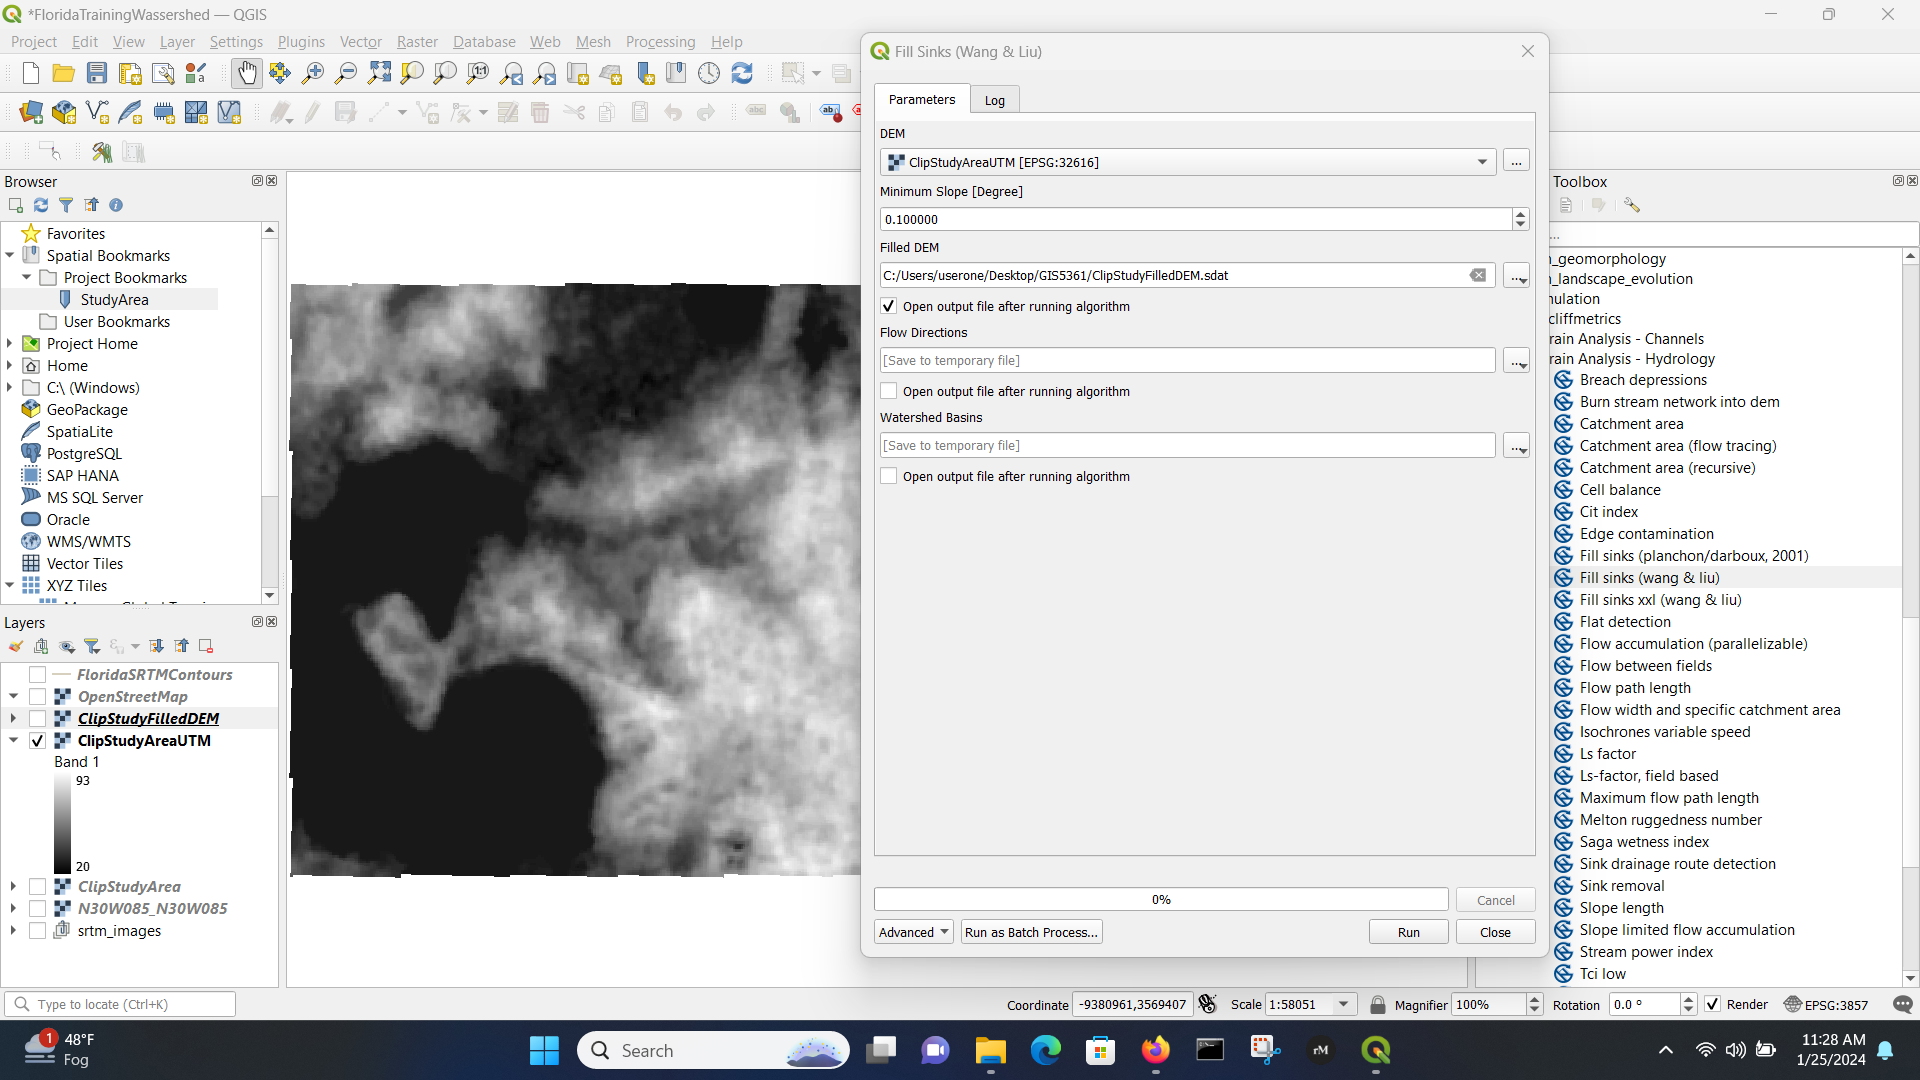 *FloridaTrainingWassershed — QGIS
Project Edit View Layer Settings Plugins Vector Raster Database Web Mesh Processing Help
Browser
Favorites
Spatial Bookmarks
Project Bookmarks
StudyArea
User Bookmarks
Project Home
Home
C:\ (Windows)
GeoPackage
SpatiaLite
PostgreSQL
SAP HANA
MS SQL Server
Oracle
WMS/WMTS
Vector Tiles
XYZ Tiles
Layers
FloridaSRTMContours
OpenStreetMap
ClipStudyFilledDEM
ClipStudyAreaUTM
Band 1
93
20
ClipStudyArea
N30W085_N30W085
srtm_images
Fill Sinks (Wang & Liu)
Parameters Log
DEM
ClipStudyAreaUTM [EPSG:32616]
...
Minimum Slope [Degree]
0.100000
Filled DEM
C:/Users/userone/Desktop/GIS5361/ClipStudyFilledDEM.sdat
...
Open output file after running algorithm
Flow Directions
[Save to temporary file]
...
Open output file after running algorithm
Watershed Basins
[Save to temporary file]
...
Open output file after running algorithm
0%
Cancel
Advanced Run as Batch Process... Run Close
Toolbox
...
_geomorphology
_landscape_evolution
nulation
cliffmetrics
rain Analysis - Channels
rain Analysis - Hydrology
Breach depressions
Burn stream network into dem
Catchment area
Catchment area (flow tracing)
Catchment area (recursive)
Cell balance
Cit index
Edge contamination
Fill sinks (planchon/darboux, 2001)
Fill sinks (wang & liu)
Fill sinks xxl (wang & liu)
Flat detection
Flow accumulation (parallelizable)
Flow between fields
Flow path length
Flow width and specific catchment area
Isochrones variable speed
Ls factor
Ls-factor, field based
Maximum flow path length
Melton ruggedness number
Saga wetness index
Sink drainage route detection
Sink removal
Slope length
Slope limited flow accumulation
Stream power index
Tci low
Type to locate (Ctrl+K)
Coordinate -9380961,3569407 Scale 1:58051 Magnifier 100% Rotation 0.0 ° Render EPSG:3857
1
48°F
Fog
Search
rM
11:28 AM
1/25/2024